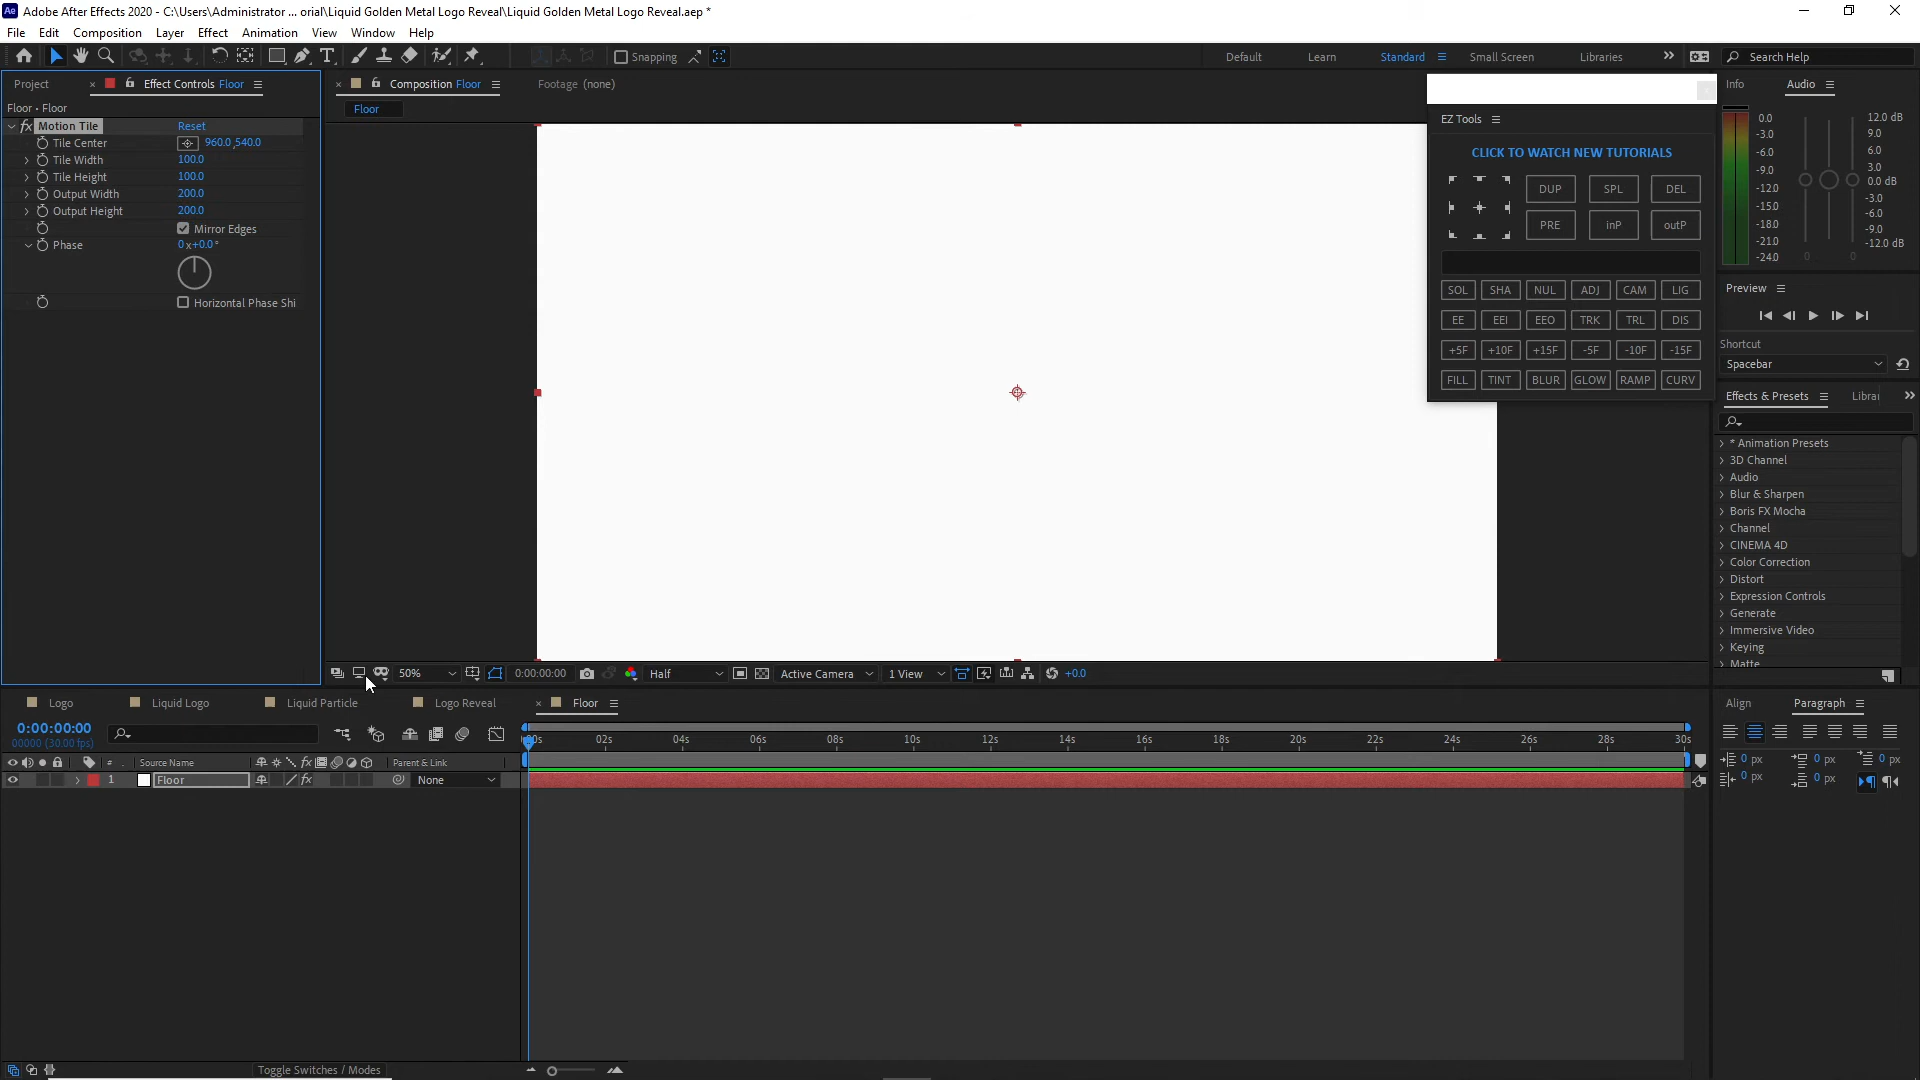 Adobe After Effects 2020 - C:\Users\Administrator ... orial\Liquid Golden Metal Logo Reveal\Liquid Golden Metal Logo Reveal.aep *
File Edit Composition Layer Effect Animation View Window Help
Snapping Default Learn Standard Small Screen Libraries Search Help
Project Effect Controls Floor Composition Floor Footage (none) Info Audio
Floor • Floor
Floor
fx Motion Tile Reset
Tile Center 960.0,540.0
Tile Width 100.0
Tile Height 100.0
Output Width 200.0
Output Height 200.0
Mirror Edges
Phase 0x+0.0°
Horizontal Phase Shi
EZ Tools
CLICK TO WATCH NEW TUTORIALS
DUP SPL DEL
PRE inP outP
SOL SHA NUL ADJ CAM LIG
EE EEI EEO TRK TRL DIS
+5F +10F +15F -5F -10F -15F
FILL TINT BLUR GLOW RAMP CURV
0.0
-3.0
-6.0
-9.0
-12.0
-15.0
-18.0
-21.0
-24.0
0 0
12.0 dB
9.0
6.0
3.0
0.0 dB
-3.0
-6.0
-9.0
-12.0 dB
Preview
Shortcut
Spacebar
Effects & Presets Librar
* Animation Presets
3D Channel
Audio
Blur & Sharpen
Boris FX Mocha
Channel
CINEMA 4D
Color Correction
Distort
Expression Controls
Generate
Immersive Video
Keying
Matte
50% 0:00:00:00 Half Active Camera 1 View +0.0
Logo Liquid Logo Liquid Particle Logo Reveal Floor
0:00:00:00
00000 (30.00 fps)
:00s 02s 04s 06s 08s 10s 12s 14s 16s 18s 20s 22s 24s 26s 28s 30s
# Source Name fx Parent & Link
1 Floor fx None
Align Paragraph
0 px 0 px 0 px
0 px 0 px
Toggle Switches / Modes